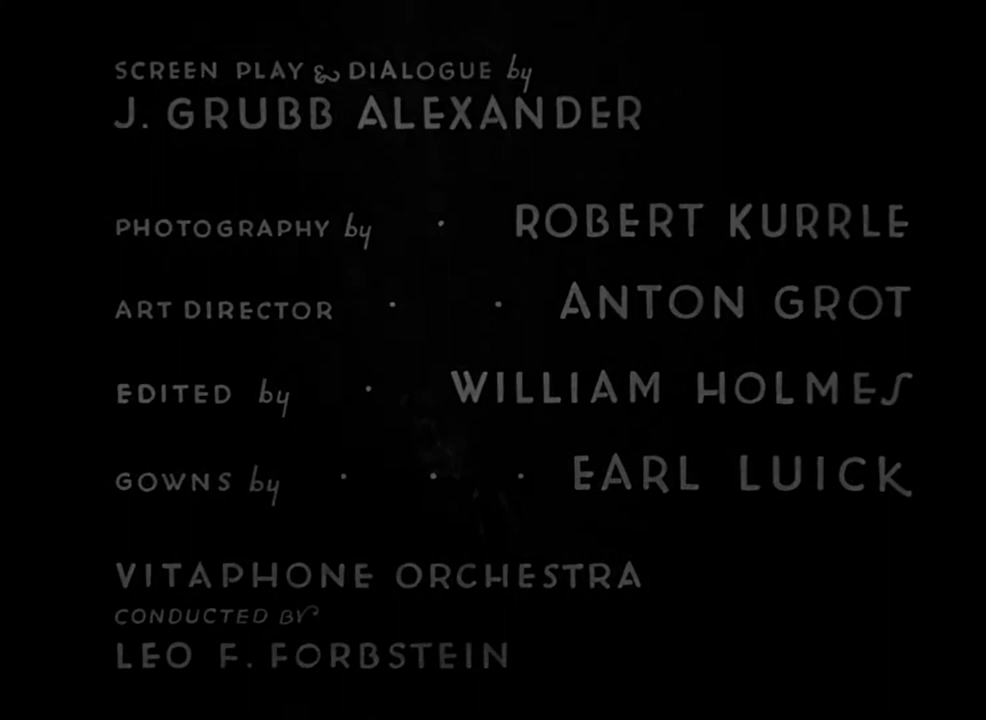 SCREEN PLAY & DIALOGUE by
J. GRUBB ALEXANDER
PHOTOGRAPHY by · ROBERT KURRLE
ART DIRECTOR · · ANTON GROT
EDITED by · WILLIAM HOLMES
GOWNS by · · · EARL LUICK
VITAPHONE ORCHESTRA
CONDUCTED BY
LEO F. FORBSTEIN